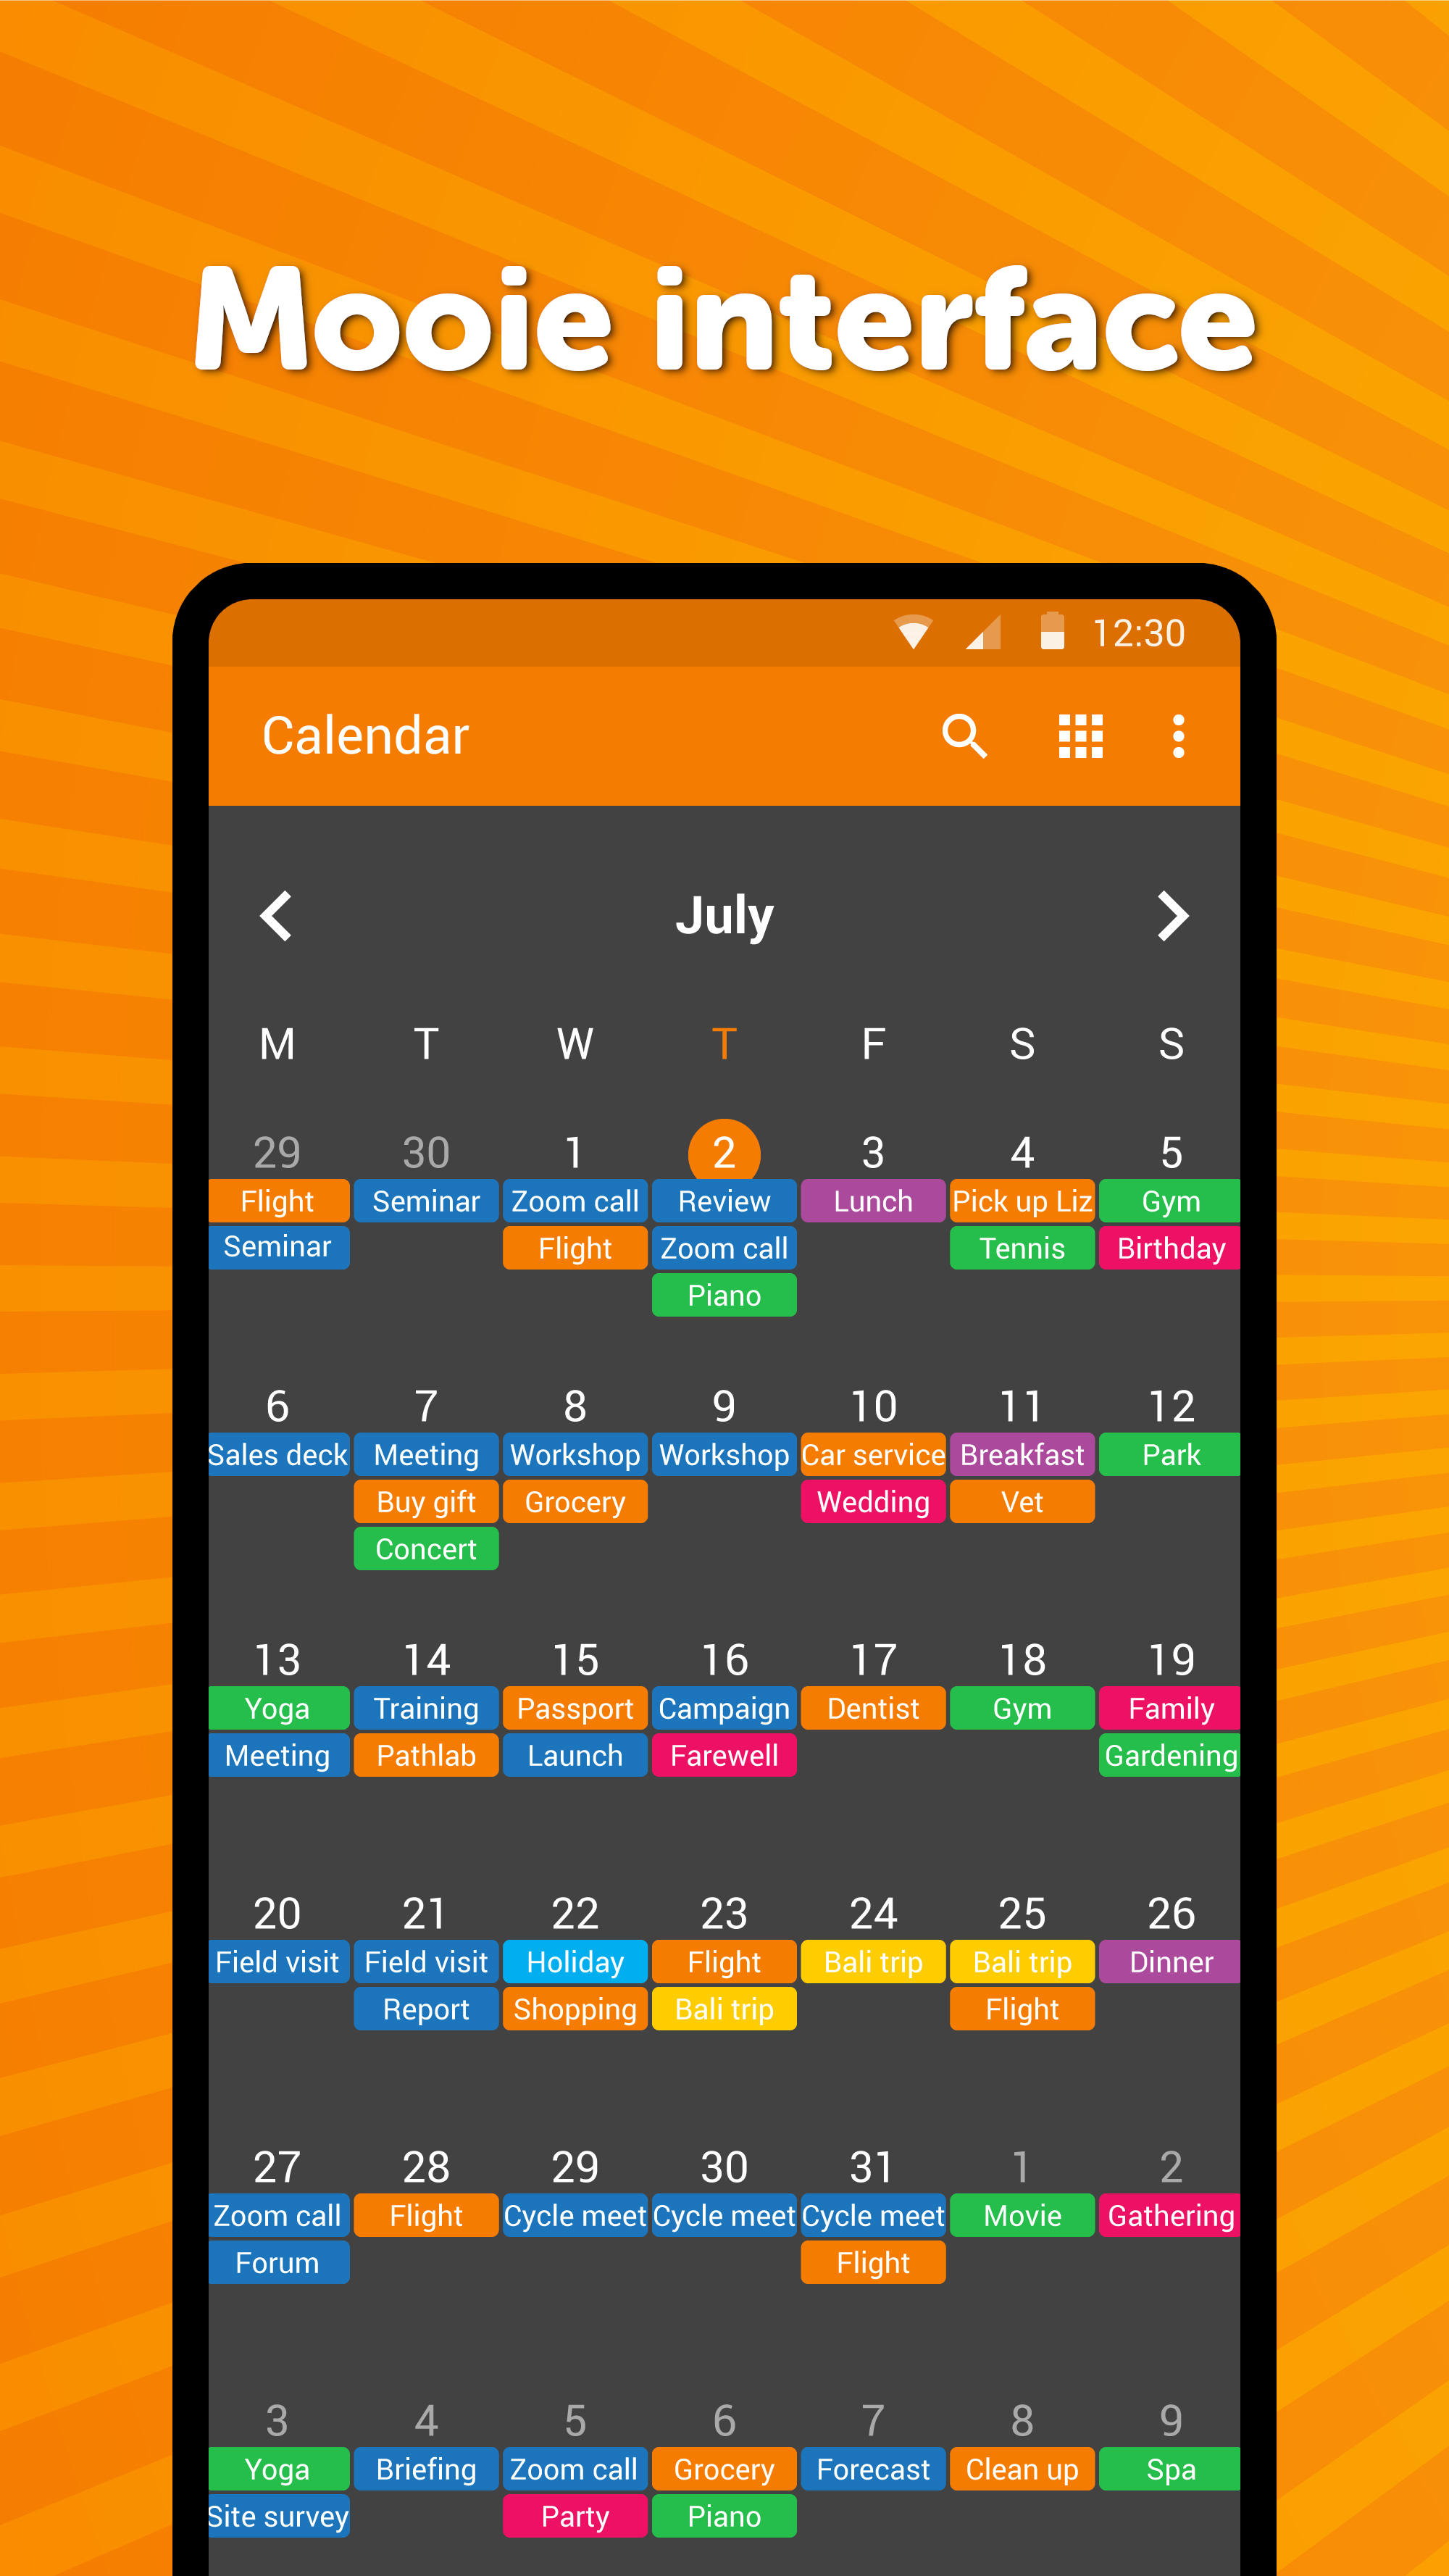 Mooie interface
12:30
Calendar
July
M T W T F S S
29 30 1 2 3 4 5
Flight Seminar Zoom call Review Lunch Pick up Liz Gym
Seminar Flight Zoom call Tennis Birthday
Piano
6 7 8 9 10 11 12
Sales deck Meeting Workshop Workshop Car service Breakfast Park
Buy gift Grocery Wedding Vet
Concert
13 14 15 16 17 18 19
Yoga Training Passport Campaign Dentist Gym Family
Meeting Pathlab Launch Farewell Gardening
20 21 22 23 24 25 26
Field visit Field visit Holiday Flight Bali trip Bali trip Dinner
Report Shopping Bali trip Flight
27 28 29 30 31 1 2
Zoom call Flight Cycle meet Cycle meet Cycle meet Movie Gathering
Forum Flight
3 4 5 6 7 8 9
Yoga Briefing Zoom call Grocery Forecast Clean up Spa
Site survey Party Piano